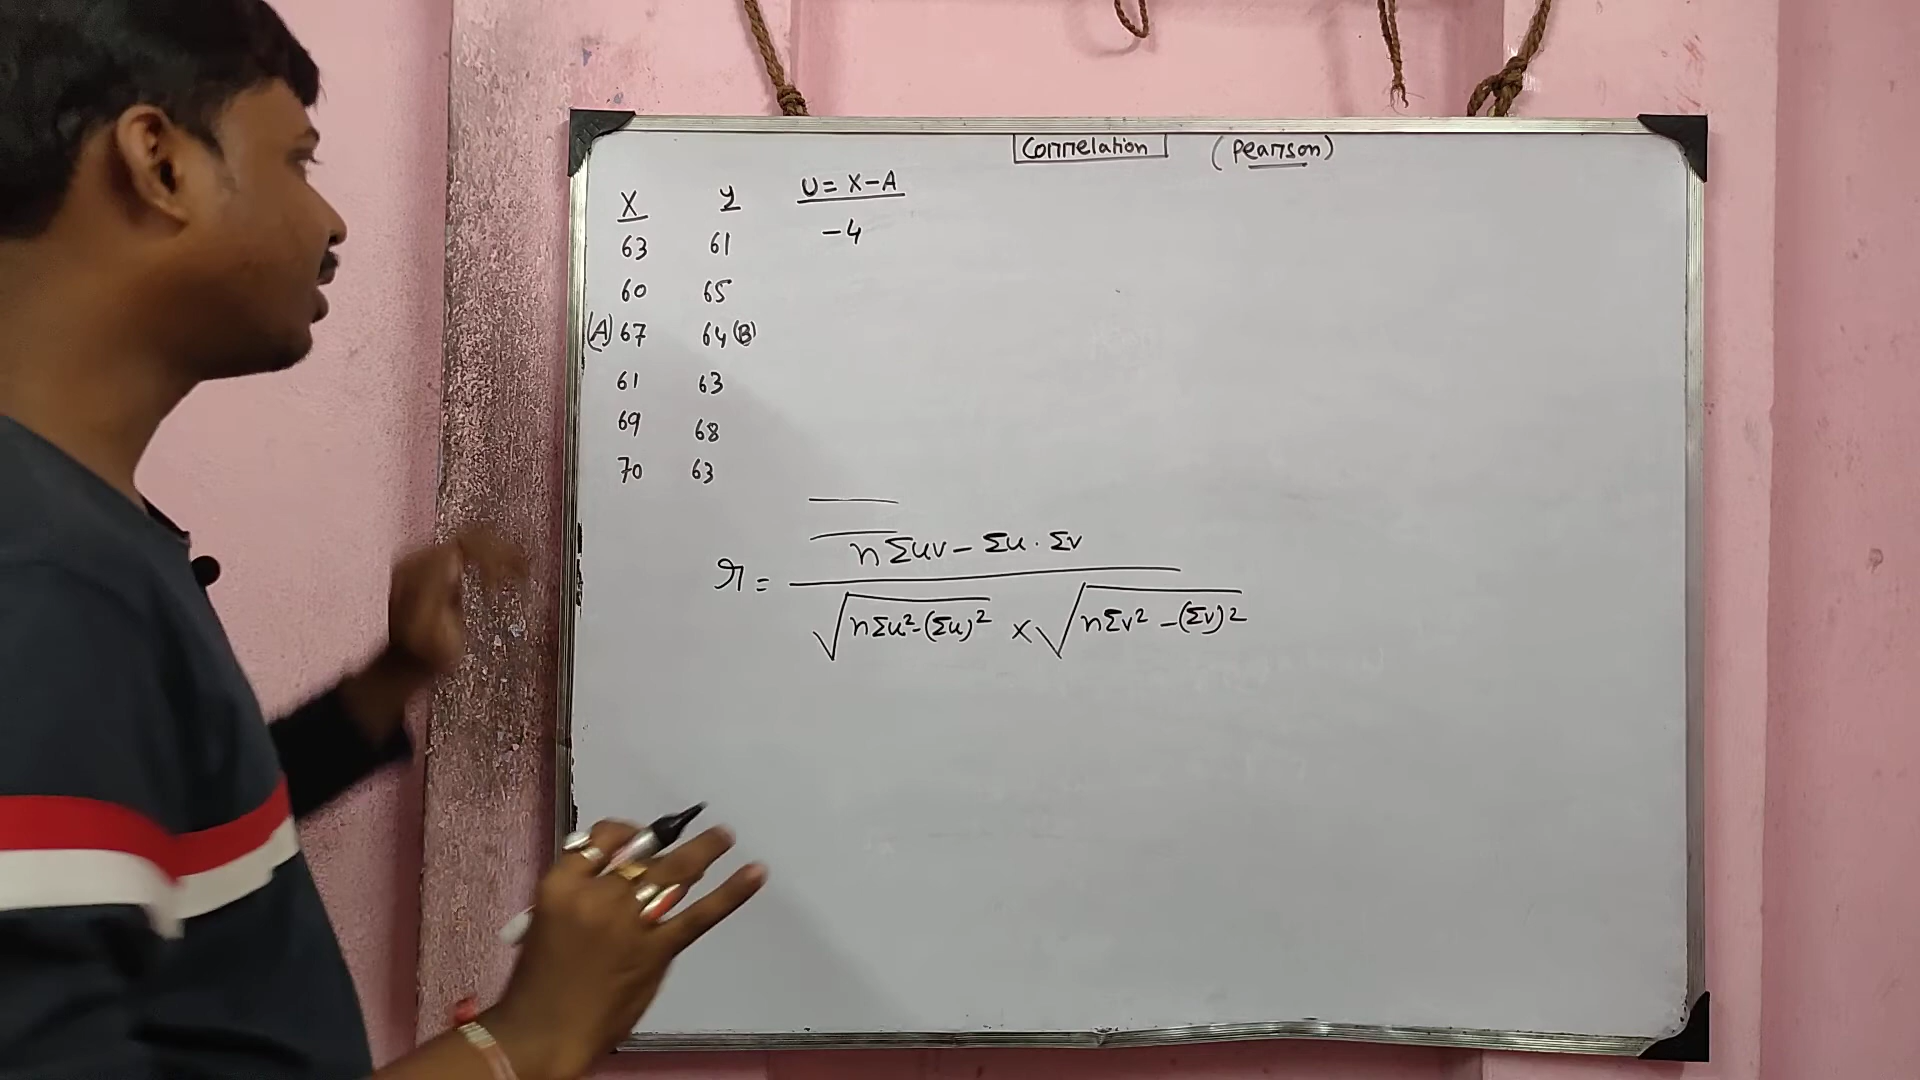 Correlation (Pearson)
X Y U = X - A
63 61 -4
60 65
(A) 67 64 (B)
61 63
69 68
70 63
r = n Σuv - Σu . Σv
√nΣu² - (Σu)² × √nΣv² - (Σv)²